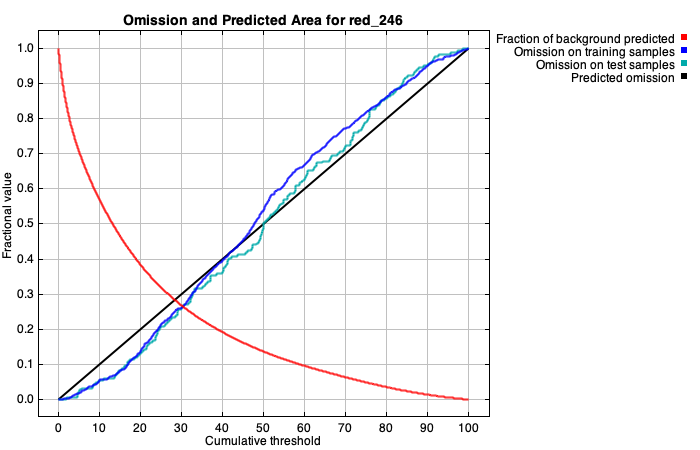 Omission and Predicted Area for red_246
Fraction of background predicted
Omission on training samples
Omission on test samples
Predicted omission
Fractional value
1.0
0.9
0.8
0.7
0.6
0.5
0.4
0.3
0.2
0.1
0.0
0 10 20 30 40 50 60 70 80 90 100
Cumulative threshold